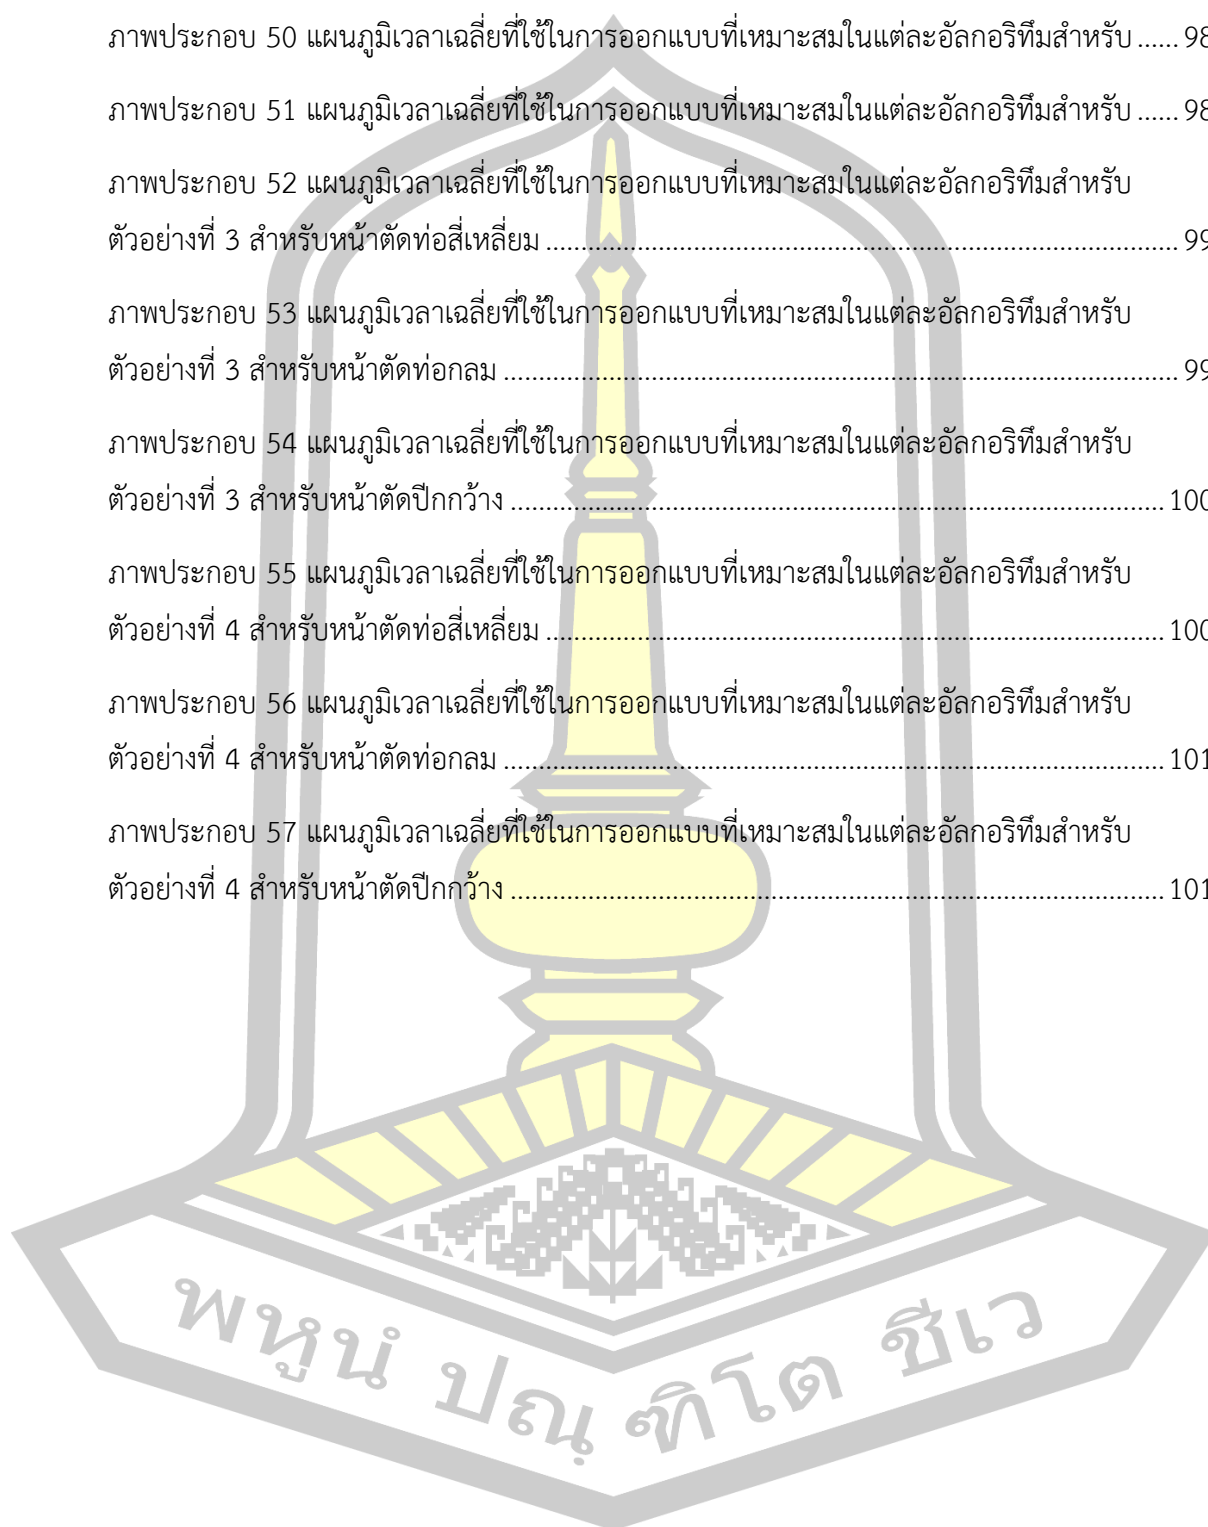 ภาพประกอบ 50 แผนภูมิเวลาเฉลี่ยที่ใช้ในการออกแบบที่เหมาะสมในแต่ละอัลกอริทึมสำหรับ ...... 98
ภาพประกอบ 51 แผนภูมิเวลาเฉลี่ยที่ใช้ในการออกแบบที่เหมาะสมในแต่ละอัลกอริทึมสำหรับ ...... 98
ภาพประกอบ 52 แผนภูมิเวลาเฉลี่ยที่ใช้ในการออกแบบที่เหมาะสมในแต่ละอัลกอริทึมสำหรับ
ตัวอย่างที่ 3 สำหรับหน้าตัดท่อสี่เหลี่ยม ........................................................................................... 99
ภาพประกอบ 53 แผนภูมิเวลาเฉลี่ยที่ใช้ในการออกแบบที่เหมาะสมในแต่ละอัลกอริทึมสำหรับ
ตัวอย่างที่ 3 สำหรับหน้าตัดท่อกลม ................................................................................................. 99
ภาพประกอบ 54 แผนภูมิเวลาเฉลี่ยที่ใช้ในการออกแบบที่เหมาะสมในแต่ละอัลกอริทึมสำหรับ
ตัวอย่างที่ 3 สำหรับหน้าตัดปีกกว้าง .............................................................................................. 100
ภาพประกอบ 55 แผนภูมิเวลาเฉลี่ยที่ใช้ในการออกแบบที่เหมาะสมในแต่ละอัลกอริทึมสำหรับ
ตัวอย่างที่ 4 สำหรับหน้าตัดท่อสี่เหลี่ยม ......................................................................................... 100
ภาพประกอบ 56 แผนภูมิเวลาเฉลี่ยที่ใช้ในการออกแบบที่เหมาะสมในแต่ละอัลกอริทึมสำหรับ
ตัวอย่างที่ 4 สำหรับหน้าตัดท่อกลม ............................................................................................... 101
ภาพประกอบ 57 แผนภูมิเวลาเฉลี่ยที่ใช้ในการออกแบบที่เหมาะสมในแต่ละอัลกอริทึมสำหรับ
ตัวอย่างที่ 4 สำหรับหน้าตัดปีกกว้าง .............................................................................................. 101
พหูนํ ปณฺฑิโต ชีเว